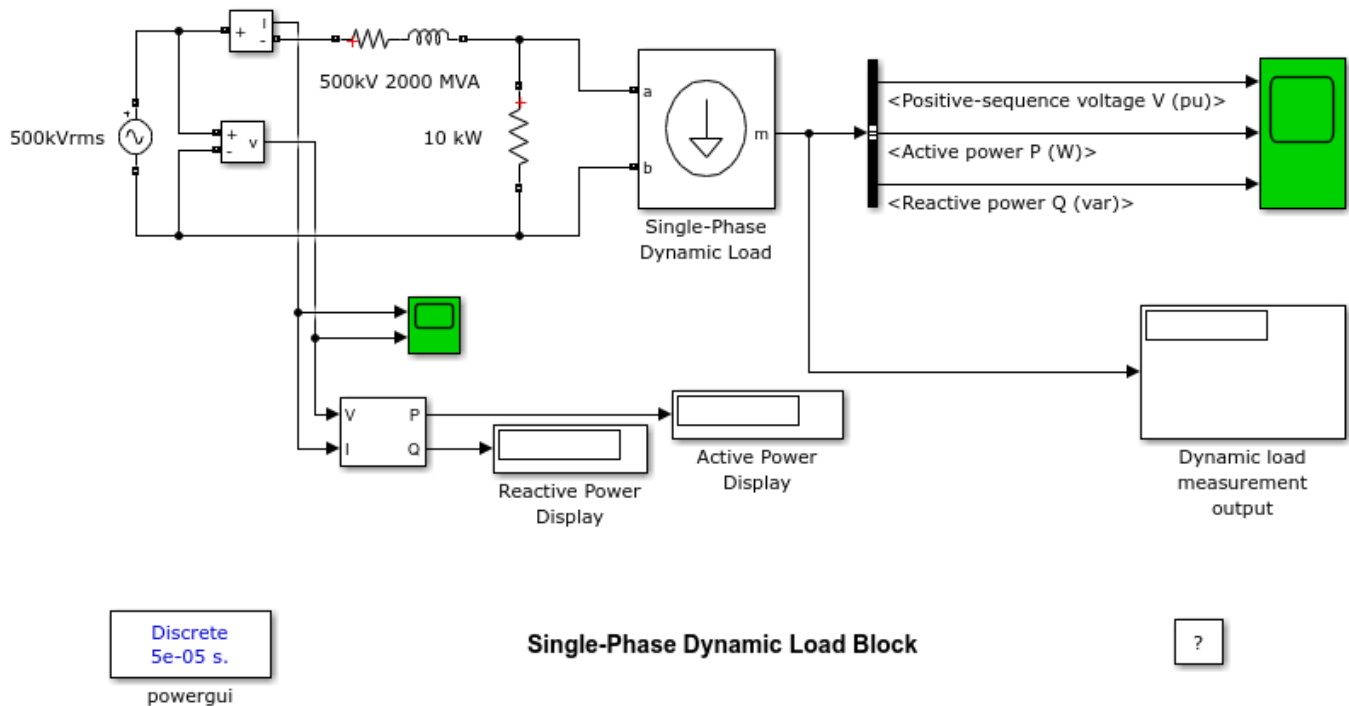 +
I
-
500kV 2000 MVA
+
500kVrms
+
-
v
10 kW
a
b
m
Single-Phase
Dynamic Load
<Positive-sequence voltage V (pu)>
<Active power P (W)>
<Reactive power Q (var)>
V
I
P
Q
Reactive Power
Display
Active Power
Display
Dynamic load
measurement
output
Discrete
5e-05 s.
powergui
Single-Phase Dynamic Load Block
?